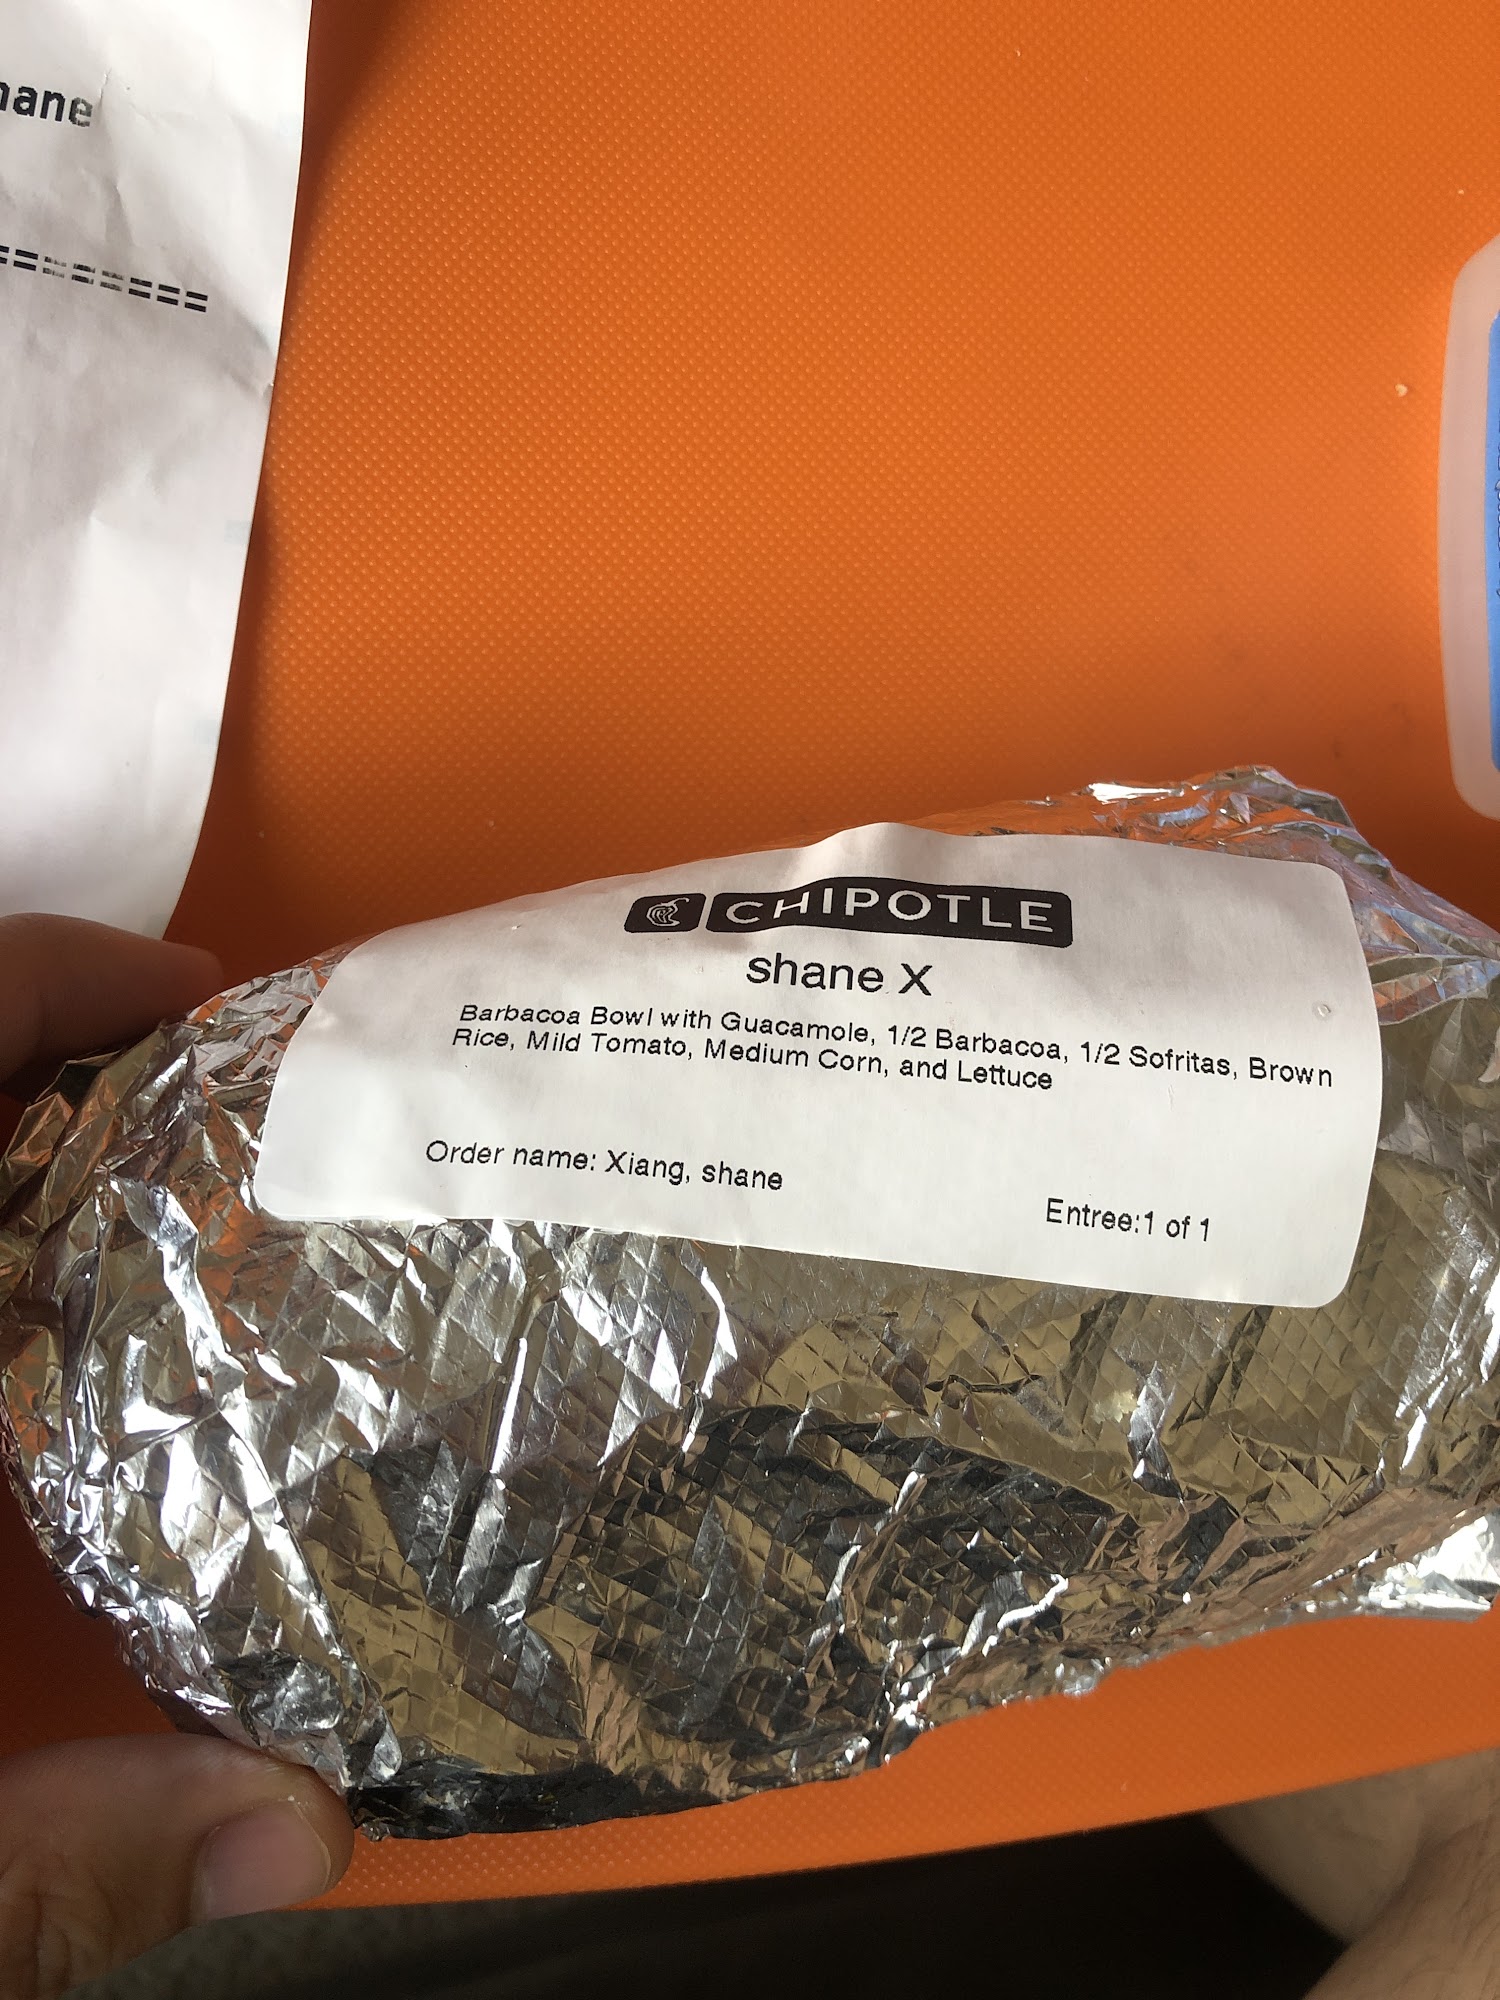 hane
=========
CHIPOTLE
shane X
Barbacoa Bowl with Guacamole, 1/2 Barbacoa, 1/2 Sofritas, Brown
Rice, Mild Tomato, Medium Corn, and Lettuce
Order name: Xiang, shane
Entree:1 of 1